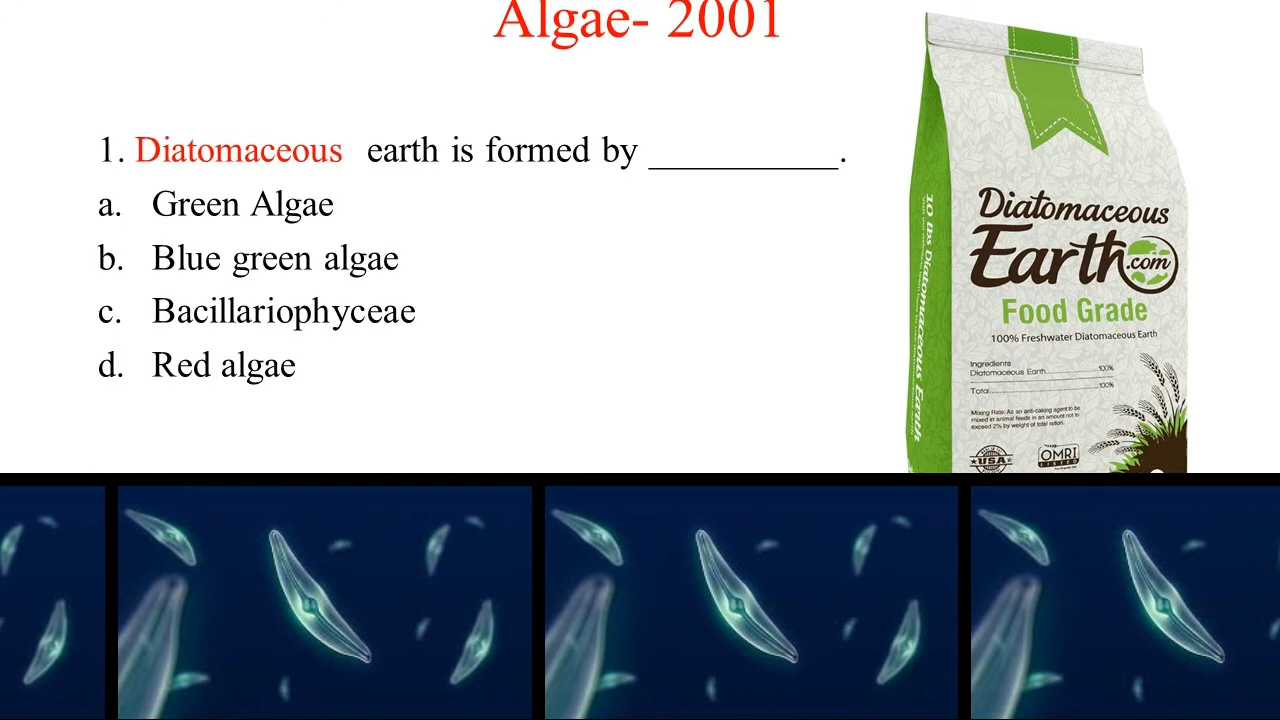 Algae- 2001
1. Diatomaceous earth is formed by __________.
a. Green Algae
b. Blue green algae
c. Bacillariophyceae
d. Red algae
Diatomaceous
Earth.com
Food Grade
100% Freshwater Diatomaceous Earth
Ingredients
Diatomaceous Earth 100%
Total 100%
Mixing Rate: As an anti-caking agent to be
mixed in animal feeds in an amount not to
exceed 2% by weight of total ration.
USA
OMRI
LISTED
10 lbs Diatomaceous Earth